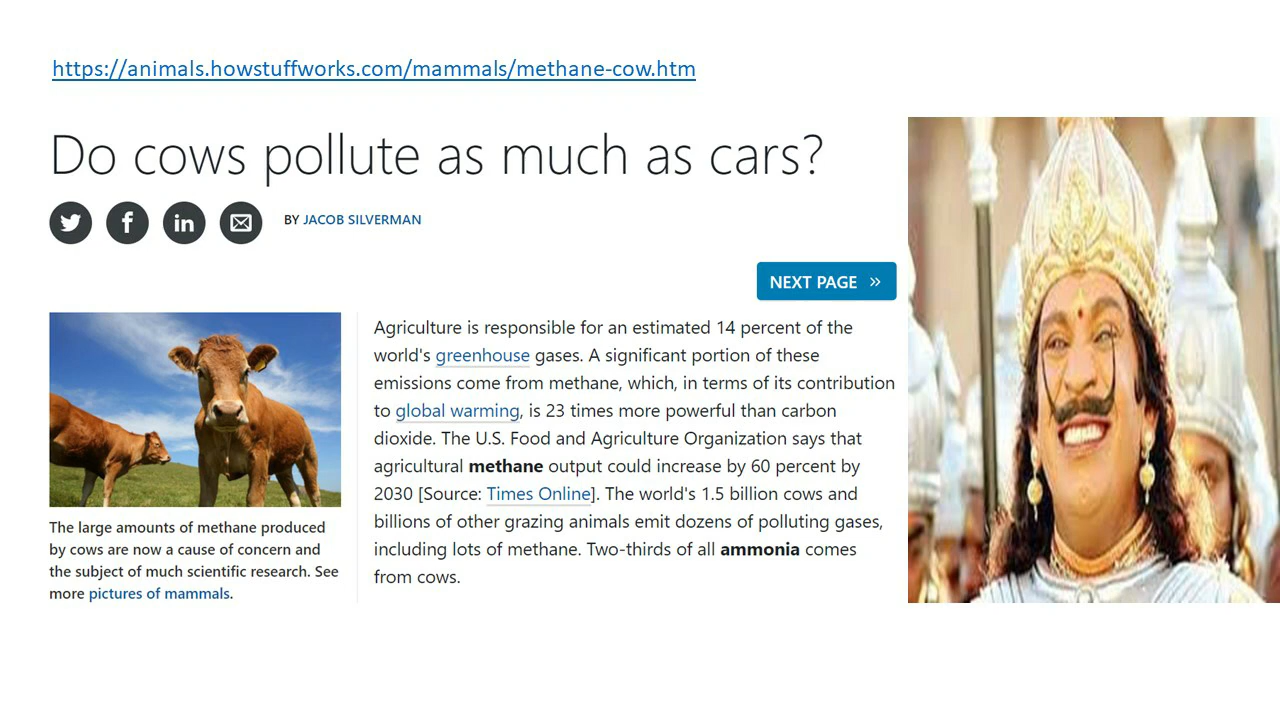 https://animals.howstuffworks.com/mammals/methane-cow.htm
Do cows pollute as much as cars?
BY JACOB SILVERMAN
NEXT PAGE »
The large amounts of methane produced
by cows are now a cause of concern and
the subject of much scientific research. See
more pictures of mammals.
Agriculture is responsible for an estimated 14 percent of the
world's greenhouse gases. A significant portion of these
emissions come from methane, which, in terms of its contribution
to global warming, is 23 times more powerful than carbon
dioxide. The U.S. Food and Agriculture Organization says that
agricultural methane output could increase by 60 percent by
2030 [Source: Times Online]. The world's 1.5 billion cows and
billions of other grazing animals emit dozens of polluting gases,
including lots of methane. Two-thirds of all ammonia comes
from cows.